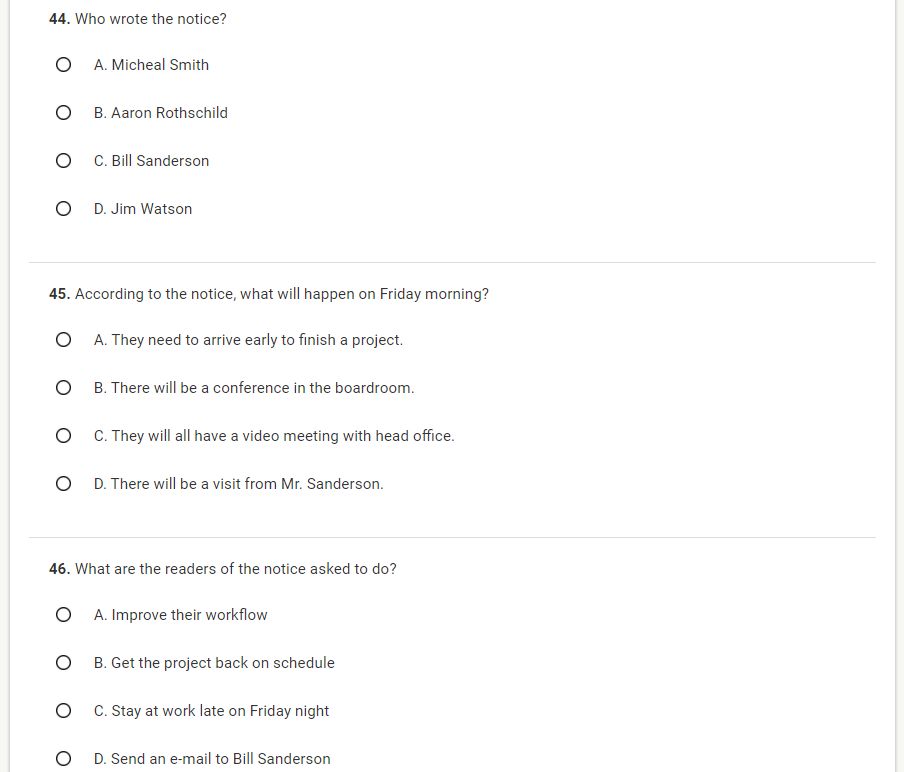 44. Who wrote the notice?
A. Micheal Smith
B. Aaron Rothschild
C. Bill Sanderson
D. Jim Watson
45. According to the notice, what will happen on Friday morning?
A. They need to arrive early to finish a project.
B. There will be a conference in the boardroom.
C. They will all have a video meeting with head office.
D. There will be a visit from Mr. Sanderson.
46. What are the readers of the notice asked to do?
A. Improve their workflow
B. Get the project back on schedule
C. Stay at work late on Friday night
D. Send an e-mail to Bill Sanderson